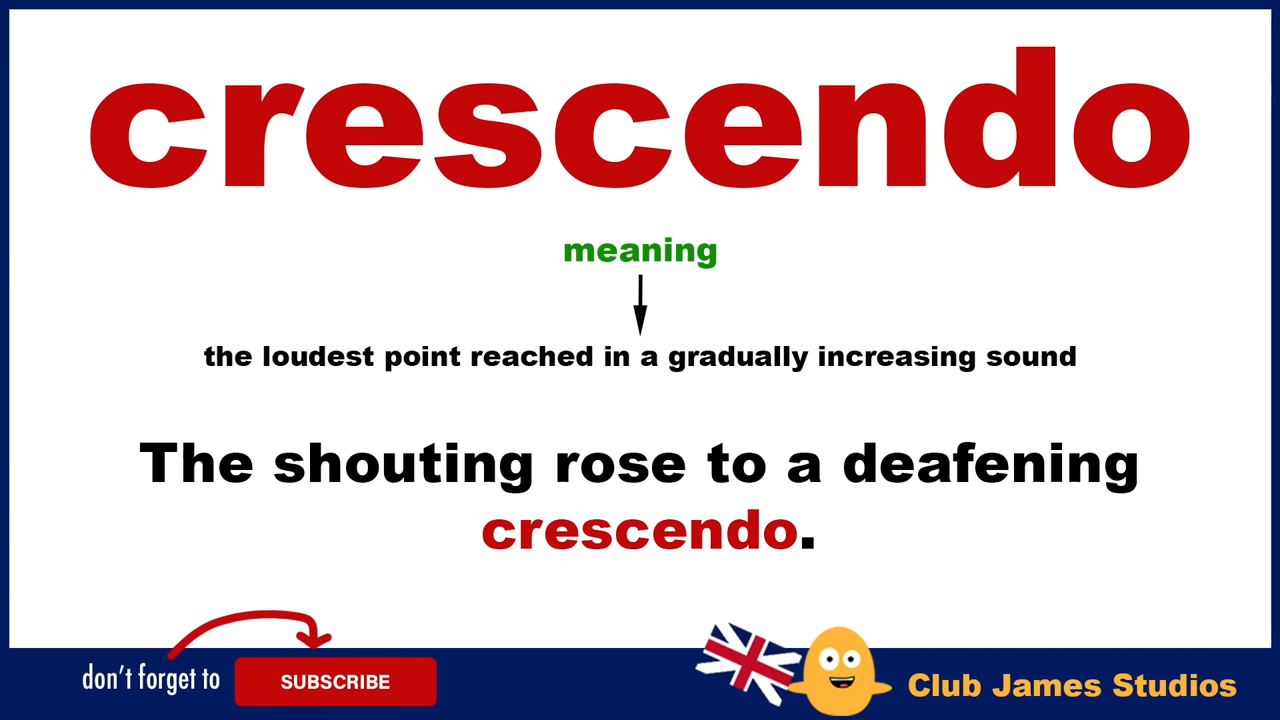 crescendo
meaning
the loudest point reached in a gradually increasing sound
The shouting rose to a deafening
crescendo.
don't forget to SUBSCRIBE
Club James Studios